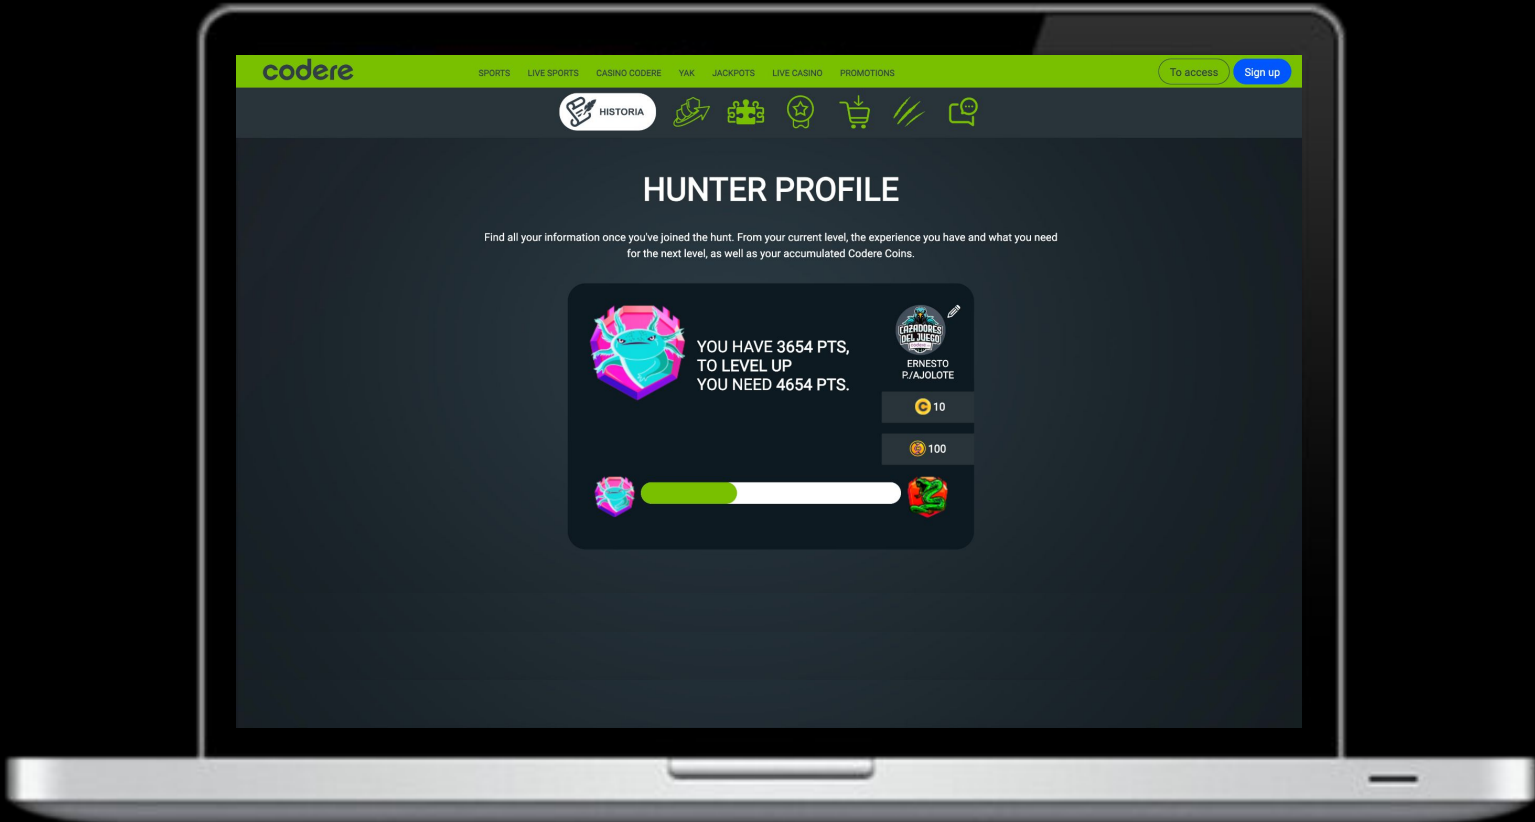 codere
SPORTS LIVE SPORTS CASINO CODERE YAK JACKPOTS LIVE CASINO PROMOTIONS
To access Sign up
HISTORIA
HUNTER PROFILE
Find all your information once you've joined the hunt. From your current level, the experience you have and what you need
for the next level, as well as your accumulated Codere Coins.
YOU HAVE 3654 PTS,
TO LEVEL UP
YOU NEED 4654 PTS.
CAZADORES
DEL JUEGO
codere
ERNESTO
P./AJOLOTE
C 10
100